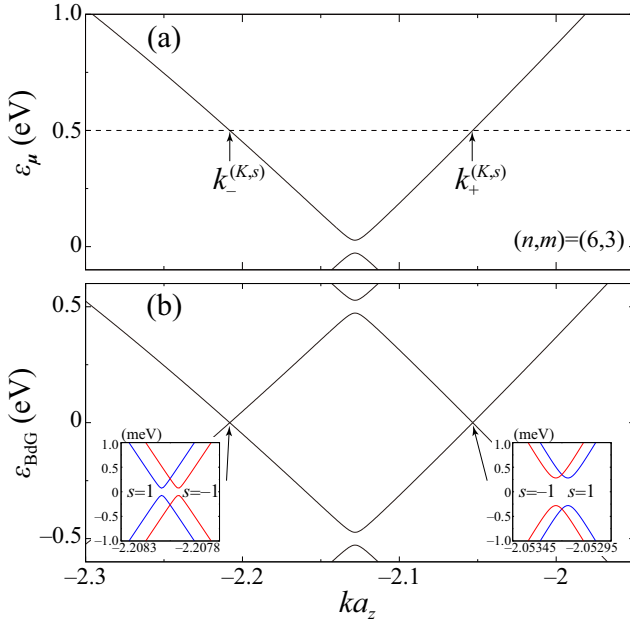 (a)
1.0
0.5
0
ε_μ (eV)
k_−^(K,s)
k_+^(K,s)
(n,m)=(6,3)
(b)
0.5
0
−0.5
ε_BdG (eV)
(meV)
1.0
0.5
0
−0.5
−1.0
s=1
s=−1
−2.2083
−2.2078
(meV)
1.0
0.5
0
−0.5
−1.0
s=−1
s=1
−2.05345
−2.05295
−2.3
−2.2
−2.1
−2
ka_z